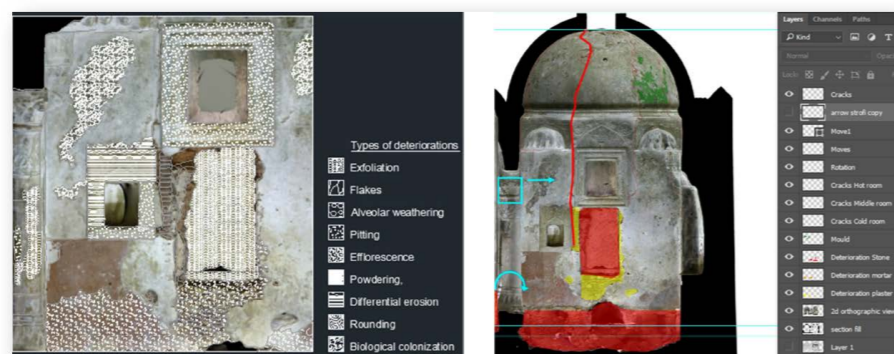 Types of deteriorations
Exfoliation
Flakes
Alveolar weathering
Pitting
Efflorescence
Powdering,
Differential erosion
Rounding
Biological colonization
Layers Channels Paths
Kind
Normal
Lock:
Cracks
arrow strofi copy
Move1
Moves
Rotation
Cracks Hot room
Cracks Middle room
Cracks Cold room
Mould
Deterioration Stone
Deterioration mortar
Deterioration plaster
2d orthographic view
section fill
Layer 1